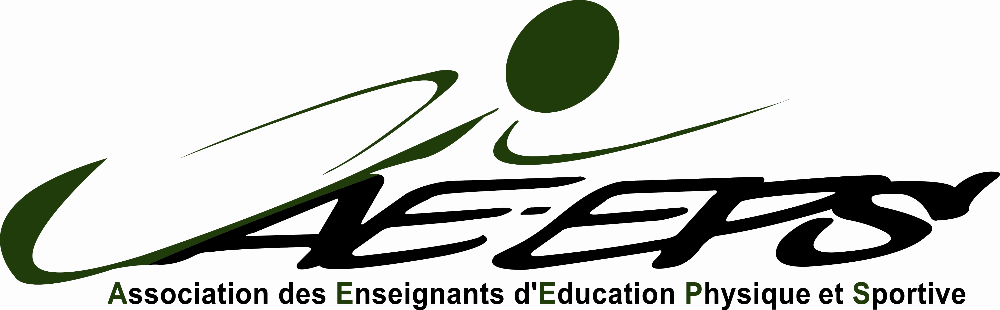 AE-EPS
Association des Enseignants d'Education Physique et Sportive